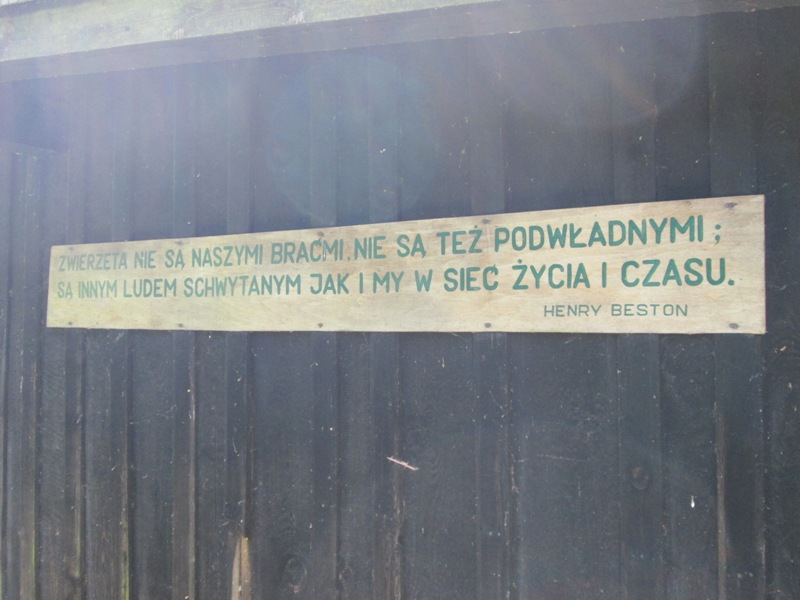 ZWIERZĘTA NIE SĄ NASZYMI BRAĆMI, NIE SĄ TEŻ PODWŁADNYMI;
SĄ INNYM LUDEM SCHWYTANYM JAK I MY W SIEĆ ŻYCIA I CZASU.
HENRY BESTON